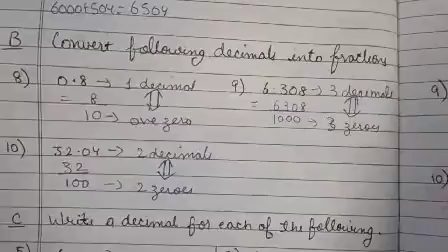 6000+504 = 6504
B Convert following decimals into fractions
8) 0.8 → 1 decimal 9) 6.308 → 3 decimals 9)
= 8 = 6308
10 → one zero 1000 → 3 zeroes
10) 32.04 → 2 decimals
32 10)
100 → 2 zeroes
C Write a decimal for each of the following.